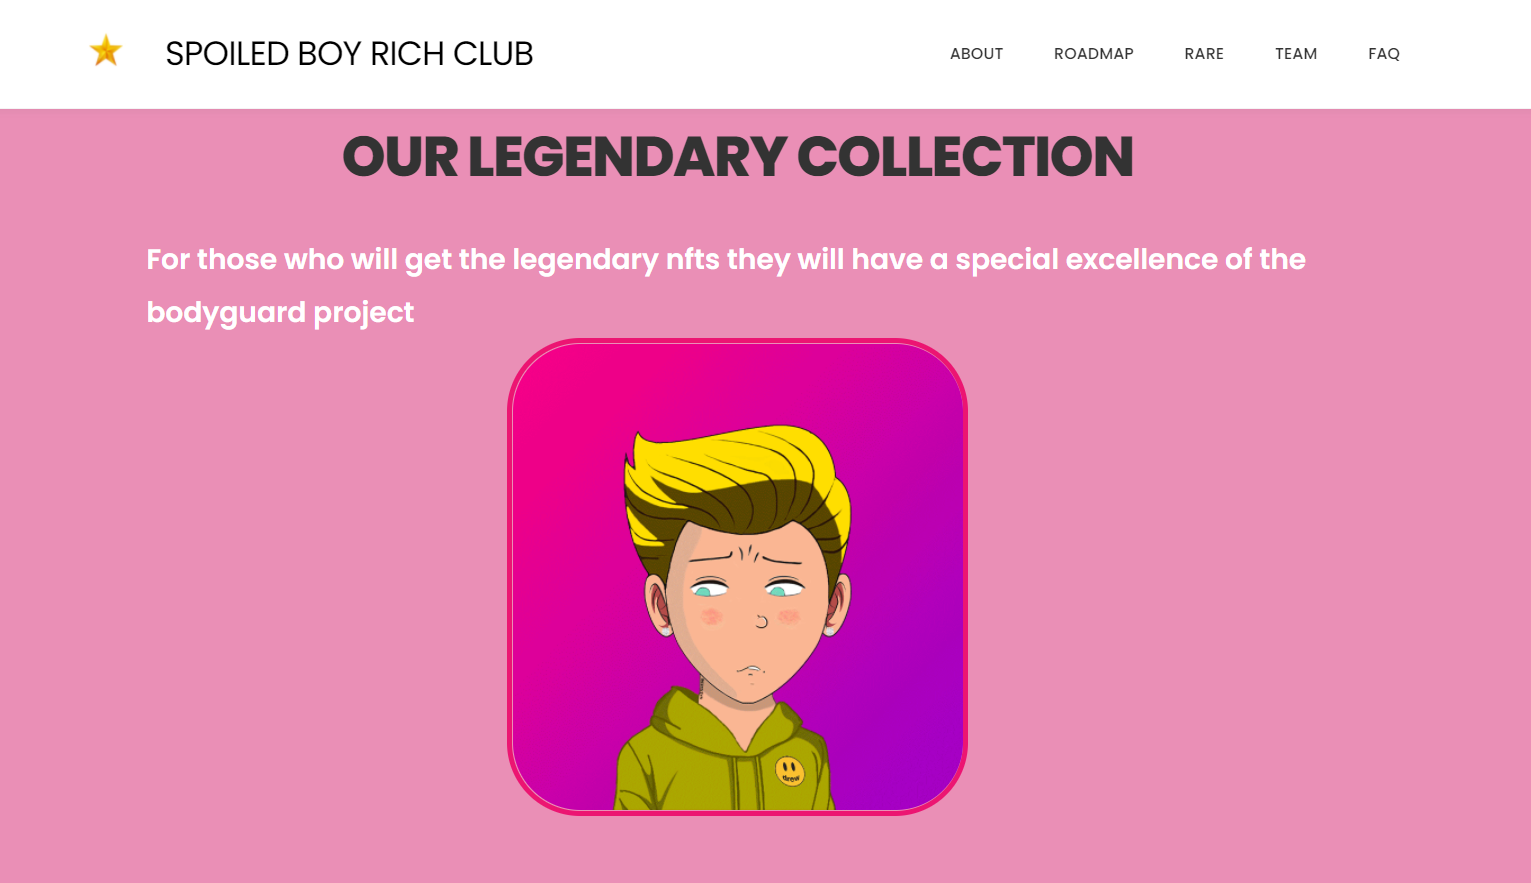 SPOILED BOY RICH CLUB
ABOUT ROADMAP RARE TEAM FAQ
OUR LEGENDARY COLLECTION
For those who will get the legendary nfts they will have a special excellence of the
bodyguard project
drew